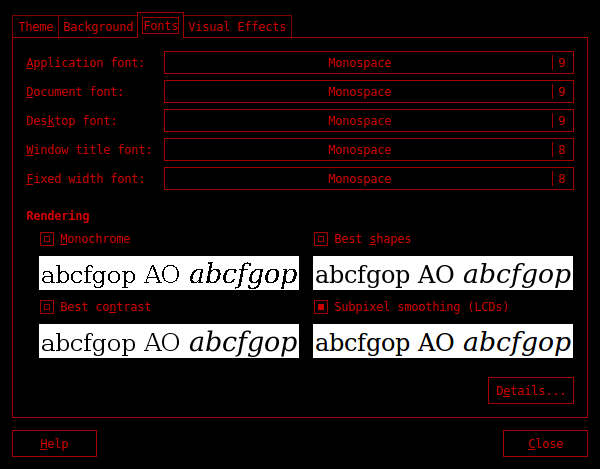 Theme Background Fonts Visual Effects
Application font: Monospace 9
Document font: Monospace 9
Desktop font: Monospace 9
Window title font: Monospace 8
Fixed width font: Monospace 8
Rendering
Monochrome Best shapes
abcfgop AO abcfgop abcfgop AO abcfgop
Best contrast Subpixel smoothing (LCDs)
abcfgop AO abcfgop abcfgop AO abcfgop
Details...
Help Close